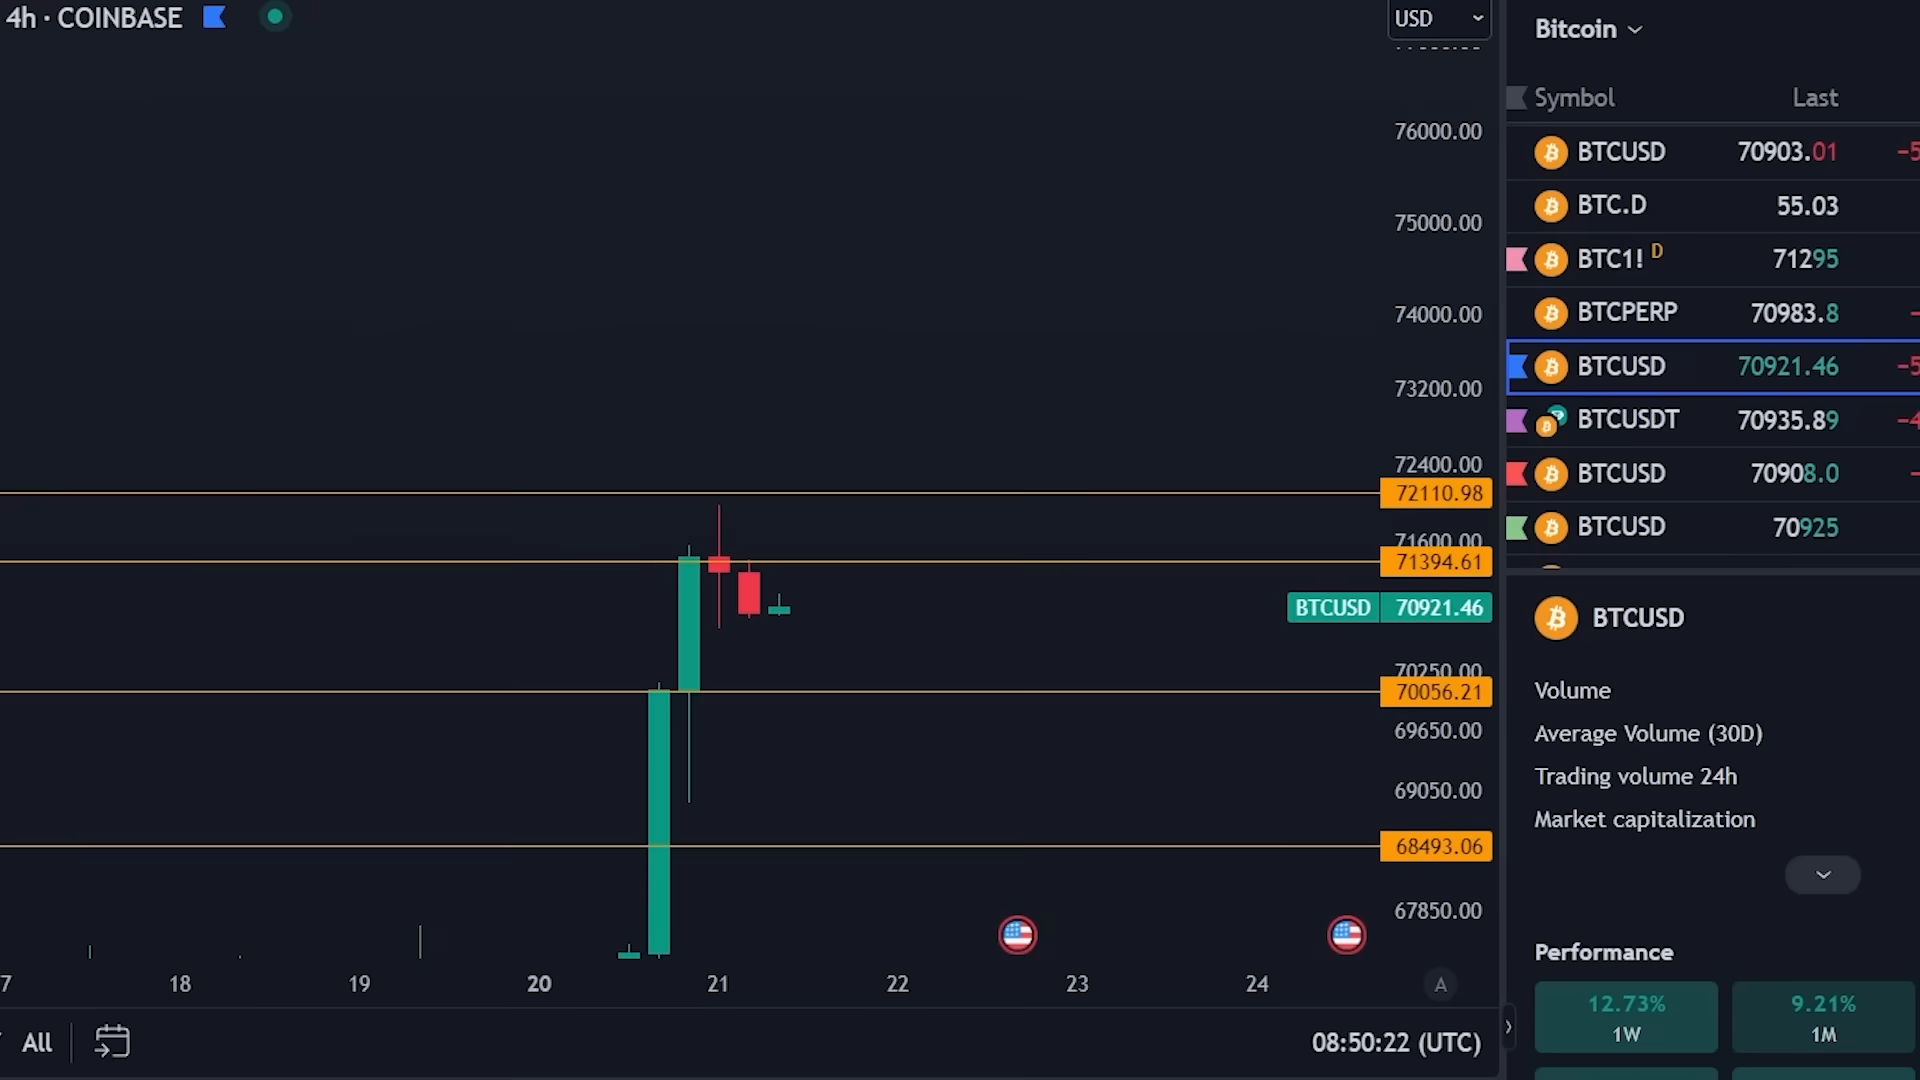 4h · COINBASE
USD
76000.00
75000.00
74000.00
73200.00
72400.00
72110.98
71600.00
71394.61
BTCUSD 70921.46
70250.00
70056.21
69650.00
69050.00
68493.06
67850.00
7 18 19 20 21 22 23 24 A
All
08:50:22 (UTC)
Bitcoin
Symbol Last
BTCUSD 70903.01 −5
BTC.D 55.03
BTC1! D 71295
BTCPERP 70983.8 −
BTCUSD 70921.46 −5
BTCUSDT 70935.89 −4
BTCUSD 70908.0 −
BTCUSD 70925
BTCUSD
Volume
Average Volume (30D)
Trading volume 24h
Market capitalization
Performance
12.73% 9.21%
1W 1M